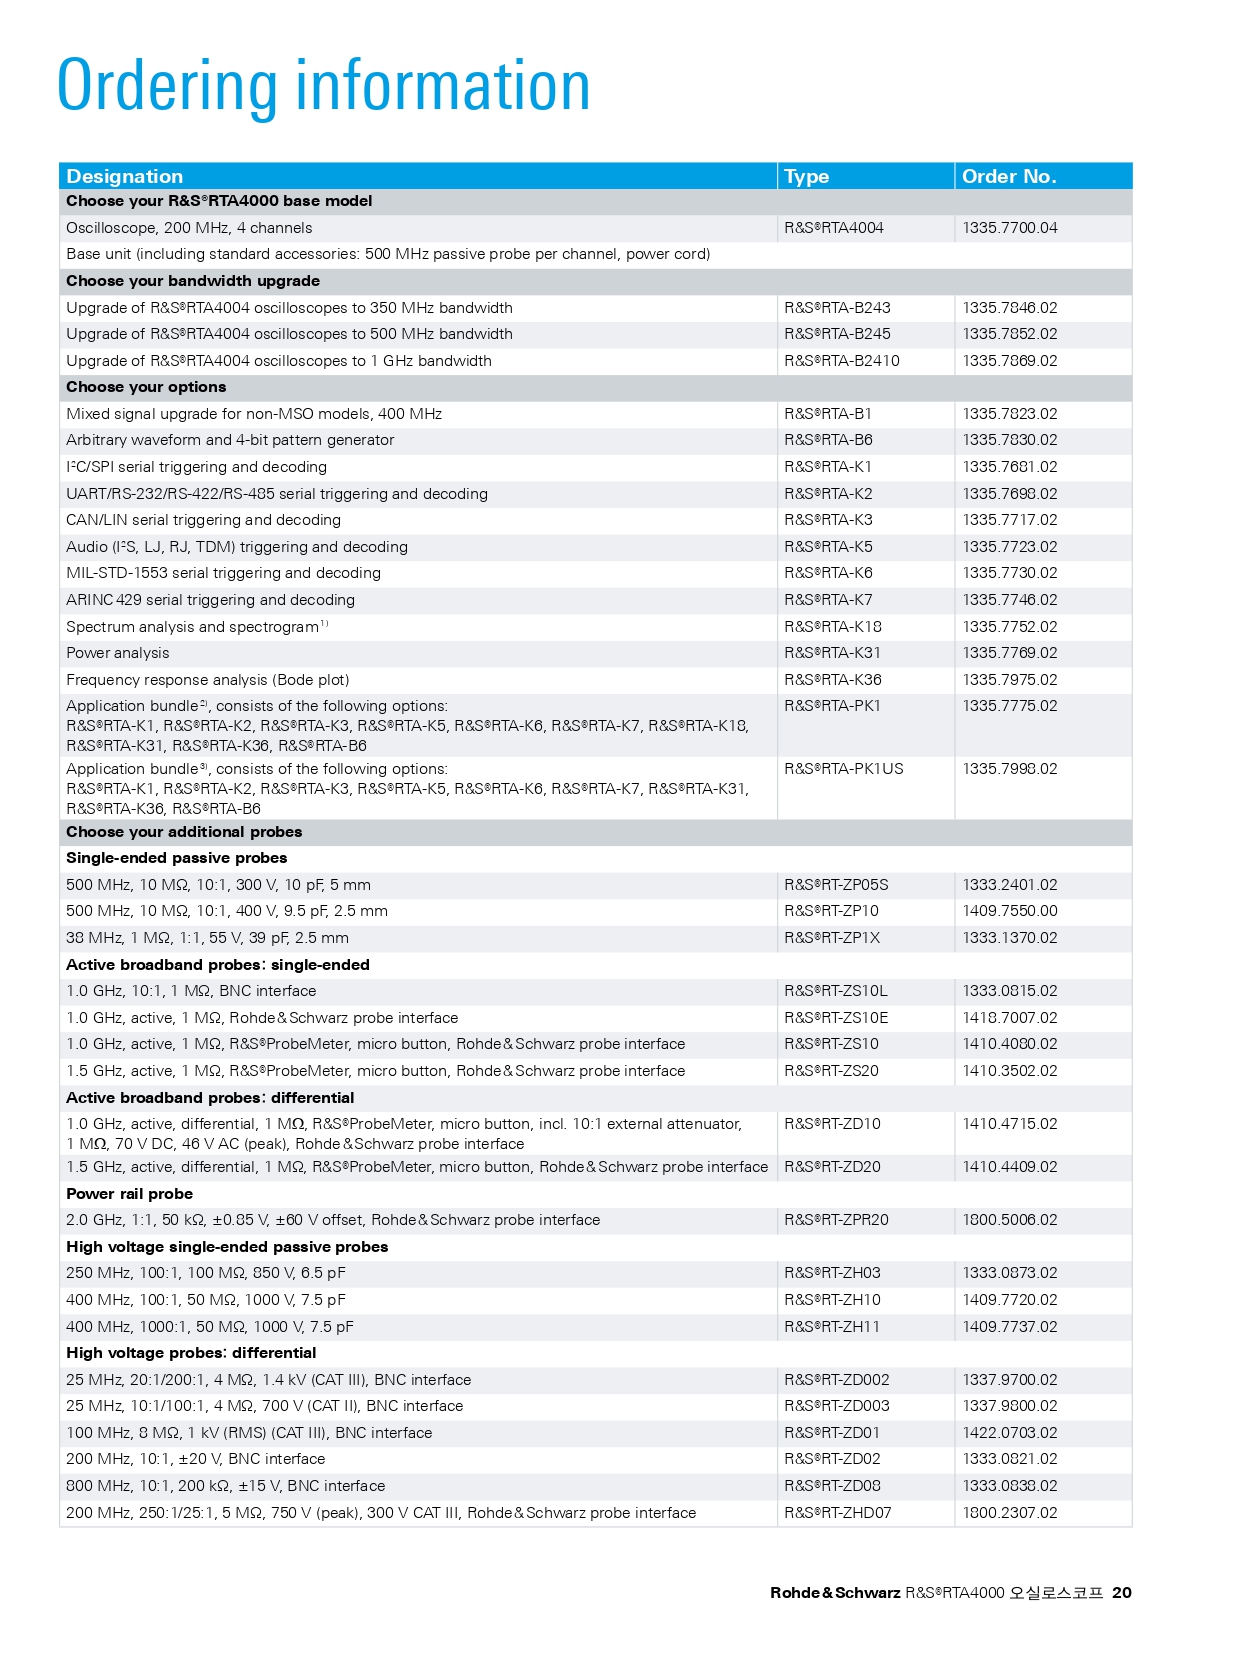 Ordering information
Designation Type Order No.
Choose your R&S®RTA4000 base model
Oscilloscope, 200 MHz, 4 channels R&S®RTA4004 1335.7700.04
Base unit (including standard accessories: 500 MHz passive probe per channel, power cord)
Choose your bandwidth upgrade
Upgrade of R&S®RTA4004 oscilloscopes to 350 MHz bandwidth R&S®RTA-B243 1335.7846.02
Upgrade of R&S®RTA4004 oscilloscopes to 500 MHz bandwidth R&S®RTA-B245 1335.7852.02
Upgrade of R&S®RTA4004 oscilloscopes to 1 GHz bandwidth R&S®RTA-B2410 1335.7869.02
Choose your options
Mixed signal upgrade for non-MSO models, 400 MHz R&S®RTA-B1 1335.7823.02
Arbitrary waveform and 4-bit pattern generator R&S®RTA-B6 1335.7830.02
I²C/SPI serial triggering and decoding R&S®RTA-K1 1335.7681.02
UART/RS-232/RS-422/RS-485 serial triggering and decoding R&S®RTA-K2 1335.7698.02
CAN/LIN serial triggering and decoding R&S®RTA-K3 1335.7717.02
Audio (I²S, LJ, RJ, TDM) triggering and decoding R&S®RTA-K5 1335.7723.02
MIL-STD-1553 serial triggering and decoding R&S®RTA-K6 1335.7730.02
ARINC 429 serial triggering and decoding R&S®RTA-K7 1335.7746.02
Spectrum analysis and spectrogram 1) R&S®RTA-K18 1335.7752.02
Power analysis R&S®RTA-K31 1335.7769.02
Frequency response analysis (Bode plot) R&S®RTA-K36 1335.7975.02
Application bundle 2), consists of the following options: R&S®RTA-PK1 1335.7775.02
R&S®RTA-K1, R&S®RTA-K2, R&S®RTA-K3, R&S®RTA-K5, R&S®RTA-K6, R&S®RTA-K7, R&S®RTA-K18,
R&S®RTA-K31, R&S®RTA-K36, R&S®RTA-B6
Application bundle 3), consists of the following options: R&S®RTA-PK1US 1335.7998.02
R&S®RTA-K1, R&S®RTA-K2, R&S®RTA-K3, R&S®RTA-K5, R&S®RTA-K6, R&S®RTA-K7, R&S®RTA-K31,
R&S®RTA-K36, R&S®RTA-B6
Choose your additional probes
Single-ended passive probes
500 MHz, 10 MΩ, 10:1, 300 V, 10 pF, 5 mm R&S®RT-ZP05S 1333.2401.02
500 MHz, 10 MΩ, 10:1, 400 V, 9.5 pF, 2.5 mm R&S®RT-ZP10 1409.7550.00
38 MHz, 1 MΩ, 1:1, 55 V, 39 pF, 2.5 mm R&S®RT-ZP1X 1333.1370.02
Active broadband probes: single-ended
1.0 GHz, 10:1, 1 MΩ, BNC interface R&S®RT-ZS10L 1333.0815.02
1.0 GHz, active, 1 MΩ, Rohde & Schwarz probe interface R&S®RT-ZS10E 1418.7007.02
1.0 GHz, active, 1 MΩ, R&S®ProbeMeter, micro button, Rohde & Schwarz probe interface R&S®RT-ZS10 1410.4080.02
1.5 GHz, active, 1 MΩ, R&S®ProbeMeter, micro button, Rohde & Schwarz probe interface R&S®RT-ZS20 1410.3502.02
Active broadband probes: differential
1.0 GHz, active, differential, 1 MΩ, R&S®ProbeMeter, micro button, incl. 10:1 external attenuator, R&S®RT-ZD10 1410.4715.02
1 MΩ, 70 V DC, 46 V AC (peak), Rohde & Schwarz probe interface
1.5 GHz, active, differential, 1 MΩ, R&S®ProbeMeter, micro button, Rohde & Schwarz probe interface R&S®RT-ZD20 1410.4409.02
Power rail probe
2.0 GHz, 1:1, 50 kΩ, ±0.85 V, ±60 V offset, Rohde & Schwarz probe interface R&S®RT-ZPR20 1800.5006.02
High voltage single-ended passive probes
250 MHz, 100:1, 100 MΩ, 850 V, 6.5 pF R&S®RT-ZH03 1333.0873.02
400 MHz, 100:1, 50 MΩ, 1000 V, 7.5 pF R&S®RT-ZH10 1409.7720.02
400 MHz, 1000:1, 50 MΩ, 1000 V, 7.5 pF R&S®RT-ZH11 1409.7737.02
High voltage probes: differential
25 MHz, 20:1/200:1, 4 MΩ, 1.4 kV (CAT III), BNC interface R&S®RT-ZD002 1337.9700.02
25 MHz, 10:1/100:1, 4 MΩ, 700 V (CAT II), BNC interface R&S®RT-ZD003 1337.9800.02
100 MHz, 8 MΩ, 1 kV (RMS) (CAT III), BNC interface R&S®RT-ZD01 1422.0703.02
200 MHz, 10:1, ±20 V, BNC interface R&S®RT-ZD02 1333.0821.02
800 MHz, 10:1, 200 kΩ, ±15 V, BNC interface R&S®RT-ZD08 1333.0838.02
200 MHz, 250:1/25:1, 5 MΩ, 750 V (peak), 300 V CAT III, Rohde & Schwarz probe interface R&S®RT-ZHD07 1800.2307.02
Rohde & Schwarz R&S®RTA4000 오실로스코프 20